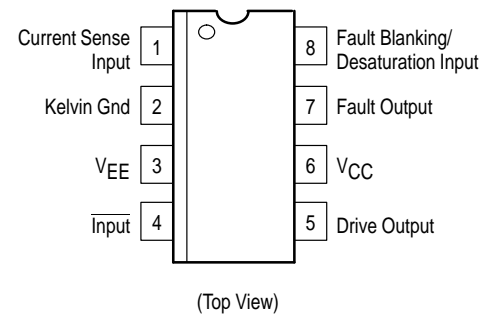 Current Sense
Input
1
8
Fault Blanking/
Desaturation Input
Kelvin Gnd
2
7
Fault Output
VEE
3
6
VCC
Input
4
5
Drive Output
(Top View)